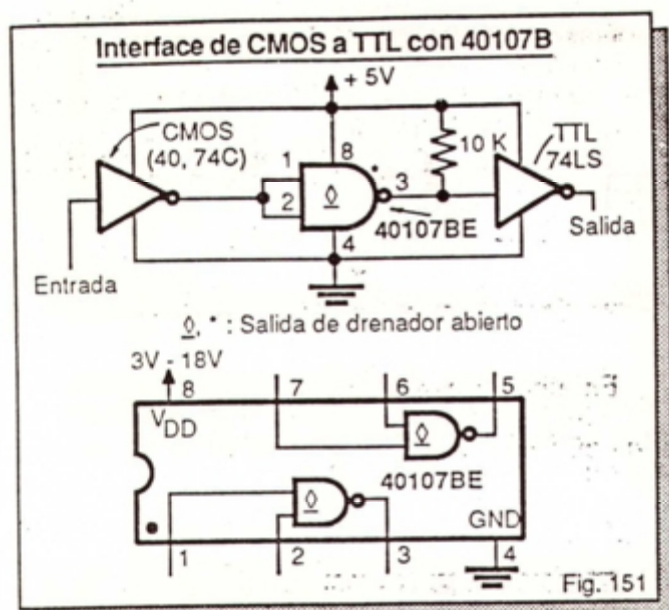 Interface de CMOS a TTL con 40107B
+ 5V
CMOS
(40, 74C)
1
2
8
3
4
10 K
TTL
74LS
40107BE
Entrada
Salida
◊, * : Salida de drenador abierto
3V - 18V
8
7
6
5
VDD
40107BE
GND
1
2
3
4
Fig. 151